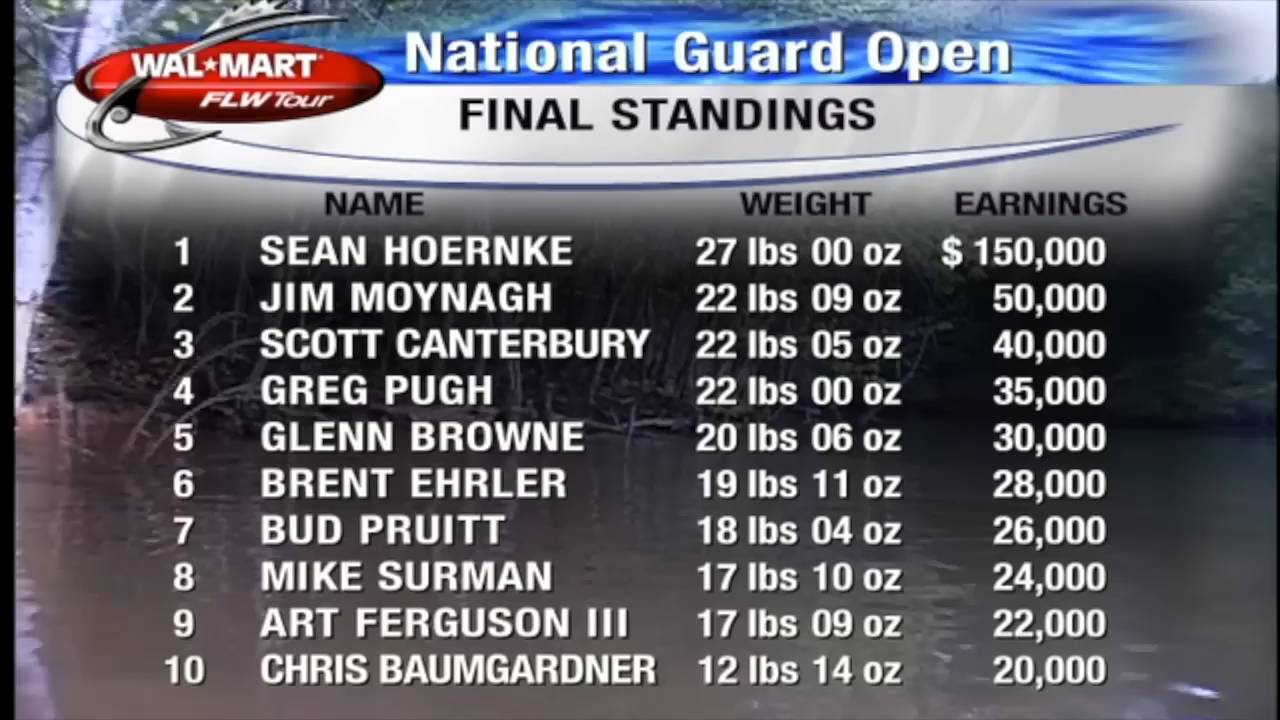 WAL★MART
FLW TOUR
National Guard Open
FINAL STANDINGS
NAME WEIGHT EARNINGS
1 SEAN HOERNKE 27 lbs 00 oz $ 150,000
2 JIM MOYNAGH 22 lbs 09 oz 50,000
3 SCOTT CANTERBURY 22 lbs 05 oz 40,000
4 GREG PUGH 22 lbs 00 oz 35,000
5 GLENN BROWNE 20 lbs 06 oz 30,000
6 BRENT EHRLER 19 lbs 11 oz 28,000
7 BUD PRUITT 18 lbs 04 oz 26,000
8 MIKE SURMAN 17 lbs 10 oz 24,000
9 ART FERGUSON III 17 lbs 09 oz 22,000
10 CHRIS BAUMGARDNER 12 lbs 14 oz 20,000